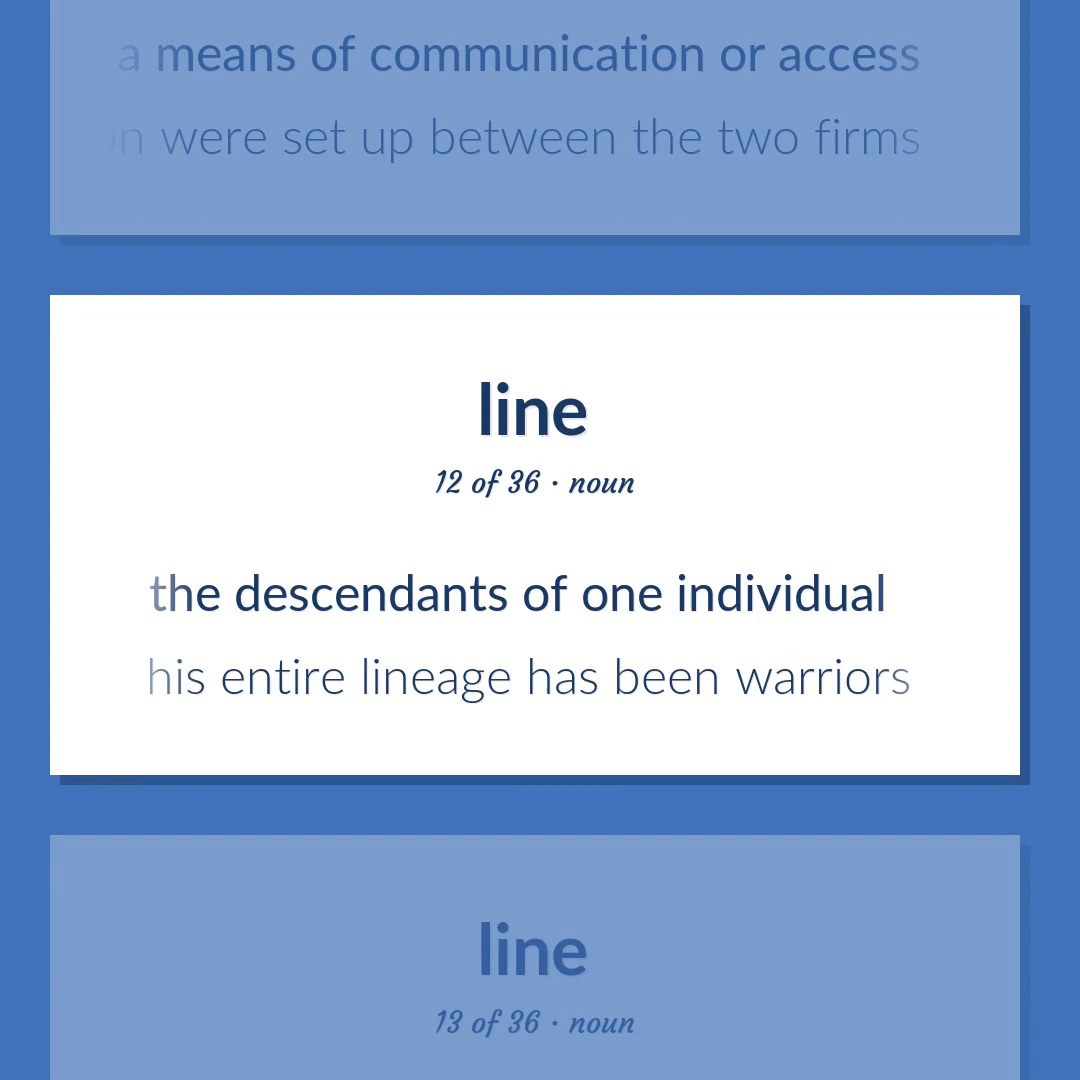 a means of communication or access
on were set up between the two firms
line
12 of 36 · noun
the descendants of one individual
his entire lineage has been warriors
line
13 of 36 · noun